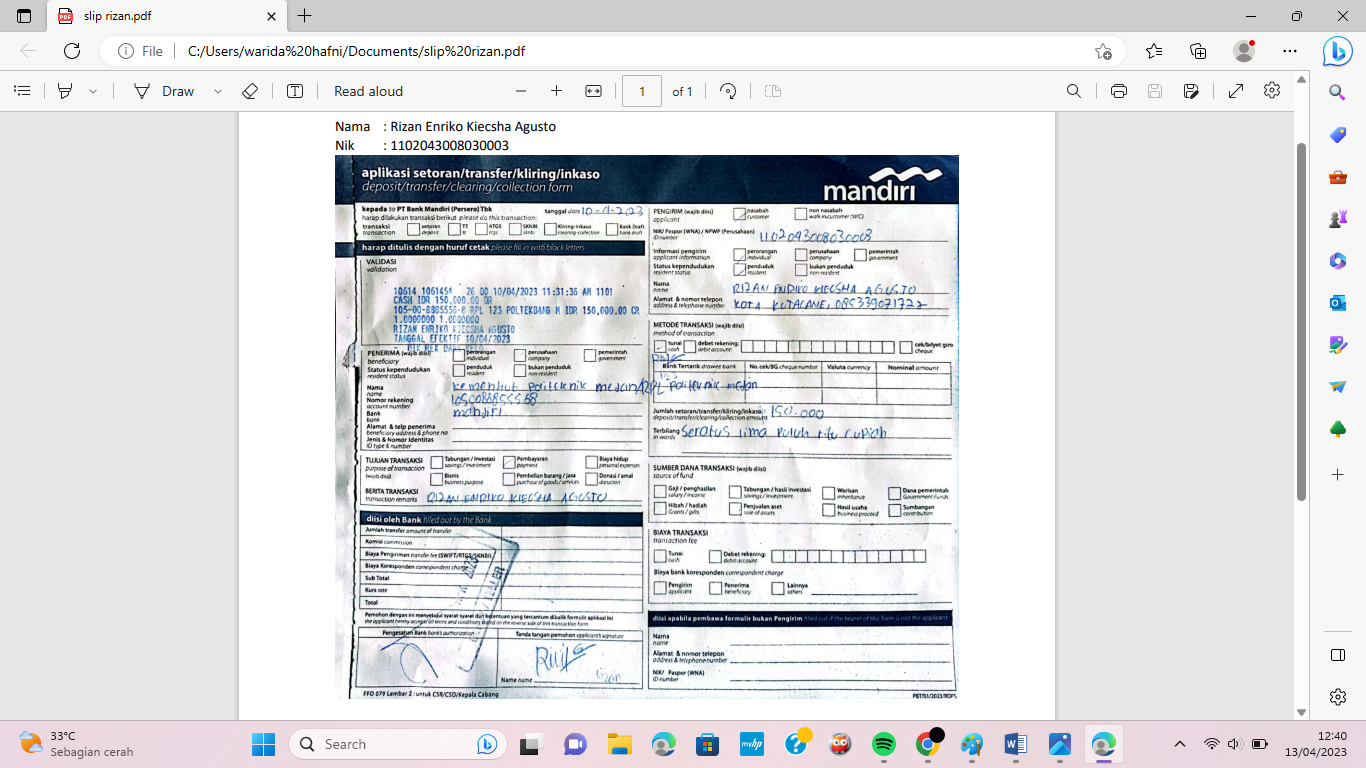 slip rizan.pdf
File C:/Users/warida%20hafni/Documents/slip%20rizan.pdf
Draw Read aloud 1 of 1
Nama : Rizan Enriko Kiecsha Agusto
Nik : 1102043008030003
aplikasi setoran/transfer/kliring/inkaso
deposit/transfer/clearing/collection form
mandiri
kepada to PT Bank Mandiri (Persero) Tbk tanggal date 10-4-2023
harap dilakukan transaksi berikut please do this transaction:
transaksi setoran TT RTGS SKNBI Kliring-inkaso Bank Draft
transaction deposit tt rtgs sknbi clearing-collection bank draft
harap ditulis dengan huruf cetak please fill in with block letters
VALIDASI
validation
10614 1061454 26 OD 10/04/2023 11:31:36 AM 1101
CASH IDR 150,000.00 DR
105-00-8885555-8 RPL 123 POLTEKBANG M IDR 150,000.00 CR
1.0000000 1.0000000
RIZAN ENRIKO KIECSHA AGUSTO
TANGGAL EFEKTIF 10/04/2023
PENERIMA (wajib diisi) perorangan perusahaan pemerintah
beneficiary individual company government
Status kependudukan penduduk bukan penduduk
resident status resident non-resident
Nama Kemenhub Politeknik medan/RPL Politeknik medan
name
Nomor rekening
account number
Bank mandiri
bank
Alamat & telp penerima
beneficiary address & phone no
Jenis & Nomor Identitas
ID type & number
TUJUAN TRANSAKSI Tabungan / investasi Pembayaran Biaya hidup
purpose of transaction savings / investment payment personal expenses
(wajib diisi) Bisnis Pembelian barang / jasa Donasi / amal
business purpose purchase of goods / services donation
BERITA TRANSAKSI RIZAN ENRIKO KIECSHA AGUSTO
transaction remarks
diisi oleh Bank filled out by the Bank
Jumlah transfer amount of transfer
Komisi commission
Biaya Pengiriman transfer fee (SWIFT/RTGS/SKNBI)
Biaya Koresponden correspondent charge
Sub Total
Kurs rate
Total
Pemohon dengan ini menyetujui syarat-syarat dan ketentuan yang tercantum dibalik formulir aplikasi ini
the applicant hereby accept all terms and conditions stated on the reverse side of this transaction form
Pengesahan Bank bank's authorization Tanda tangan pemohon applicant's signature
Name name
FFO 079 Lembar 2 : untuk CSR/CSO/Kepala Cabang
PENGIRIM (wajib diisi) nasabah non nasabah
applicant customer walk in customer (WIC)
NIK/ Paspor (WNA) / NPWP (Perusahaan) 1102043008030003
ID number
Informasi pengirim perorangan perusahaan pemerintah
applicant information individual company government
Status kependudukan penduduk bukan penduduk
resident status resident non-resident
Nama RIZAN ENRIKO KIECSHA AGUSTO
name
Alamat & nomor telepon KOTA KUTACANE, 085339071722
address & telephone number
METODE TRANSAKSI (wajib diisi)
method of transaction
tunai debet rekening: cek/bilyet giro
cash debit account: cheque
Bank Tertarik drawee bank No. cek/BG cheque number Valuta currency Nominal amount
Jumlah setoran/transfer/kliring/inkaso 150.000
deposit/transfer/clearing/collection amount
Terbilang seratus lima puluh ribu rupiah
in words
SUMBER DANA TRANSAKSI (wajib diisi)
source of fund
Gaji / penghasilan Tabungan / hasil investasi Warisan Dana pemerintah
salary / income savings / investment inheritance Government Funds
Hibah / hadiah Penjualan aset Hasil usaha Sumbangan
Grants / gifts sale of assets business proceed contribution
BIAYA TRANSAKSI
transaction fee
Tunai Debet rekening:
cash debit account
Biaya bank koresponden correspondent charge
Pengirim Penerima Lainnya
applicant beneficiary others
diisi apabila pembawa formulir bukan Pengirim filled out if the bearer of this form is not the applicant
Nama
name
Alamat & nomor telepon
address & telephone number
NIK/ Paspor (WNA)
ID number
PBT/01/2023/RDPS
33°C
Sebagian cerah
Search
12:40
13/04/2023